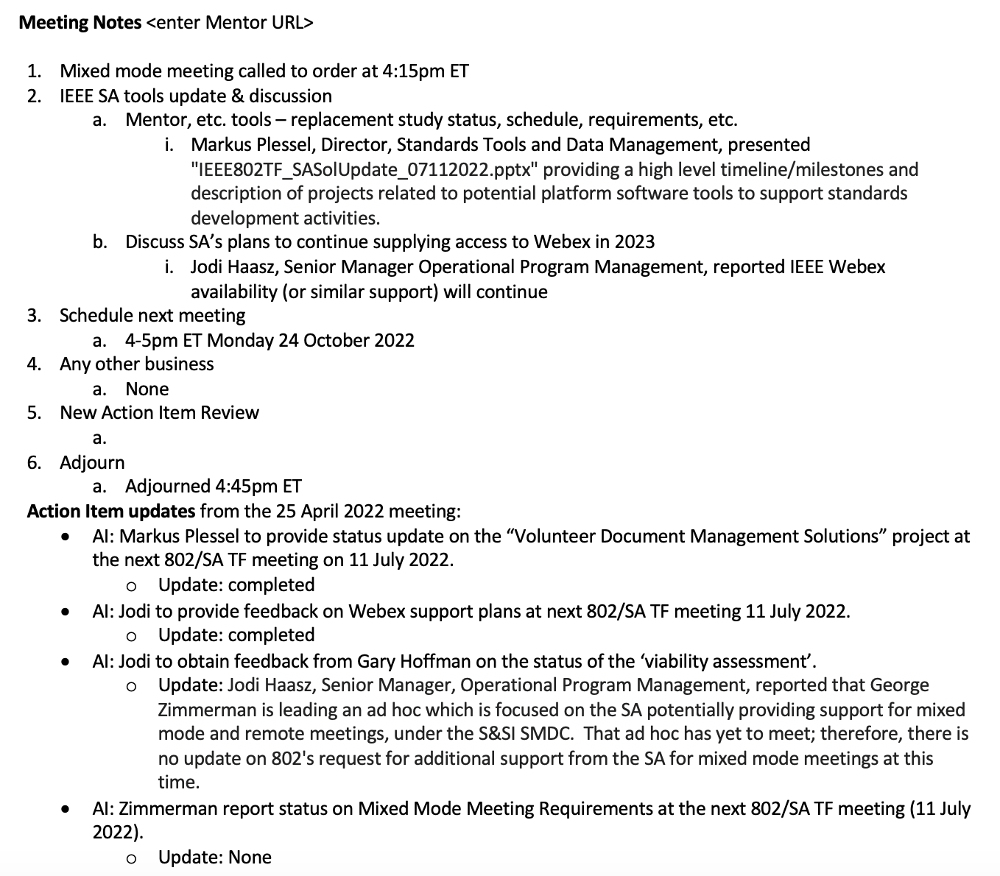 Meeting Notes <enter Mentor URL>
1. Mixed mode meeting called to order at 4:15pm ET
2. IEEE SA tools update & discussion
a. Mentor, etc. tools – replacement study status, schedule, requirements, etc.
i. Markus Plessel, Director, Standards Tools and Data Management, presented
"IEEE802TF_SASolUpdate_07112022.pptx" providing a high level timeline/milestones and
description of projects related to potential platform software tools to support standards
development activities.
b. Discuss SA’s plans to continue supplying access to Webex in 2023
i. Jodi Haasz, Senior Manager Operational Program Management, reported IEEE Webex
availability (or similar support) will continue
3. Schedule next meeting
a. 4-5pm ET Monday 24 October 2022
4. Any other business
a. None
5. New Action Item Review
a.
6. Adjourn
a. Adjourned 4:45pm ET
Action Item updates from the 25 April 2022 meeting:
• AI: Markus Plessel to provide status update on the “Volunteer Document Management Solutions” project at
the next 802/SA TF meeting on 11 July 2022.
o Update: completed
• AI: Jodi to provide feedback on Webex support plans at next 802/SA TF meeting 11 July 2022.
o Update: completed
• AI: Jodi to obtain feedback from Gary Hoffman on the status of the ‘viability assessment’.
o Update: Jodi Haasz, Senior Manager, Operational Program Management, reported that George
Zimmerman is leading an ad hoc which is focused on the SA potentially providing support for mixed
mode and remote meetings, under the S&SI SMDC.  That ad hoc has yet to meet; therefore, there is
no update on 802's request for additional support from the SA for mixed mode meetings at this
time.
• AI: Zimmerman report status on Mixed Mode Meeting Requirements at the next 802/SA TF meeting (11 July
2022).
o Update: None